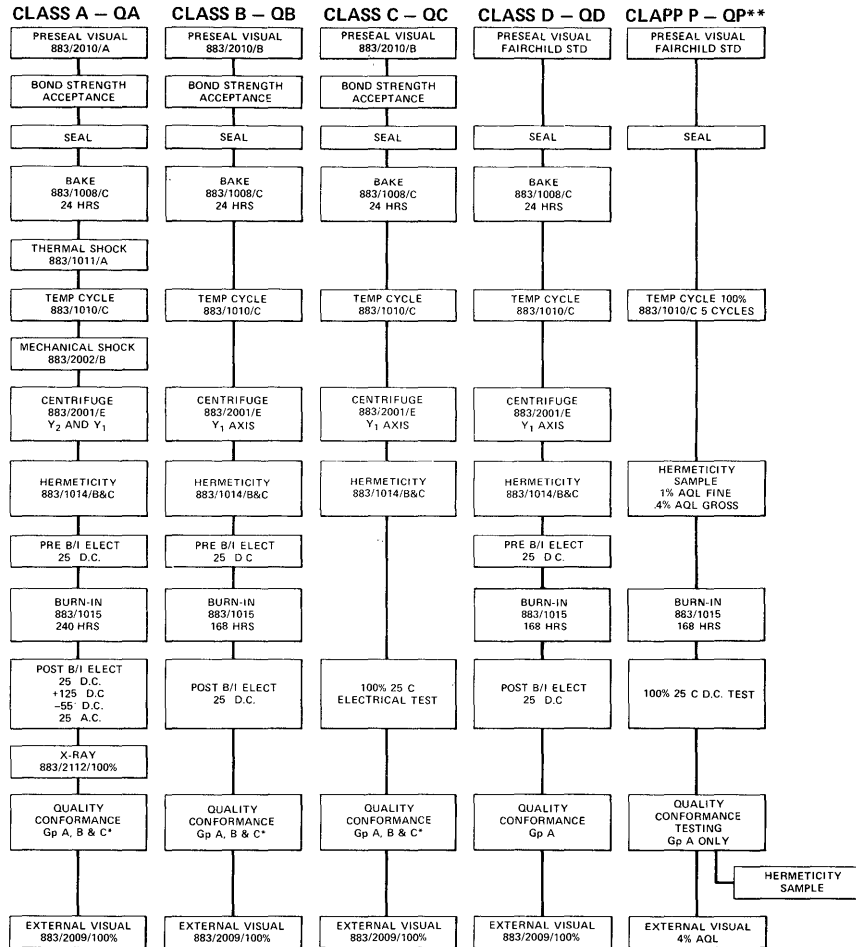 CLASS A – QA
PRESEAL VISUAL
883/2010/A
BOND STRENGTH
ACCEPTANCE
SEAL
BAKE
883/1008/C
24 HRS
THERMAL SHOCK
883/1011/A
TEMP CYCLE
883/1010/C
MECHANICAL SHOCK
883/2002/B
CENTRIFUGE
883/2001/E
Y2 AND Y1
HERMETICITY
883/1014/B&C
PRE B/I ELECT
25 D.C.
BURN-IN
883/1015
240 HRS
POST B/I ELECT
25 D.C.
+125 D.C
–55 D.C.
25 A.C.
X-RAY
883/2112/100%
QUALITY
CONFORMANCE
Gp A, B & C*
EXTERNAL VISUAL
883/2009/100%
CLASS B – QB
PRESEAL VISUAL
883/2010/B
BOND STRENGTH
ACCEPTANCE
SEAL
BAKE
883/1008/C
24 HRS
TEMP CYCLE
883/1010/C
CENTRIFUGE
883/2001/E
Y1 AXIS
HERMETICITY
883/1014/B&C
PRE B/I ELECT
25 D C
BURN-IN
883/1015
168 HRS
POST B/I ELECT
25 D.C.
QUALITY
CONFORMANCE
Gp A, B & C*
EXTERNAL VISUAL
883/2009/100%
CLASS C – QC
PRESEAL VISUAL
883/2010/B
BOND STRENGTH
ACCEPTANCE
SEAL
BAKE
883/1008/C
24 HRS
TEMP CYCLE
883/1010/C
CENTRIFUGE
883/2001/E
Y1 AXIS
HERMETICITY
883/1014/B&C
100% 25 C
ELECTRICAL TEST
QUALITY
CONFORMANCE
Gp A, B & C*
EXTERNAL VISUAL
883/2009/100%
CLASS D – QD
PRESEAL VISUAL
FAIRCHILD STD
SEAL
BAKE
883/1008/C
24 HRS
TEMP CYCLE
883/1010/C
CENTRIFUGE
883/2001/E
Y1 AXIS
HERMETICITY
883/1014/B&C
PRE B/I ELECT
25 D C.
BURN-IN
883/1015
168 HRS
POST B/I ELECT
25 D.C
QUALITY
CONFORMANCE
Gp A
EXTERNAL VISUAL
883/2009/100%
CLAPP P – QP**
PRESEAL VISUAL
FAIRCHILD STD
SEAL
TEMP CYCLE 100%
883/1010/C 5 CYCLES
HERMETICITY
SAMPLE
1% AQL FINE
.4% AQL GROSS
BURN-IN
883/1015
168 HRS
100% 25 C D.C. TEST
QUALITY
CONFORMANCE
TESTING
Gp A ONLY
HERMETICITY
SAMPLE
EXTERNAL VISUAL
4% AQL